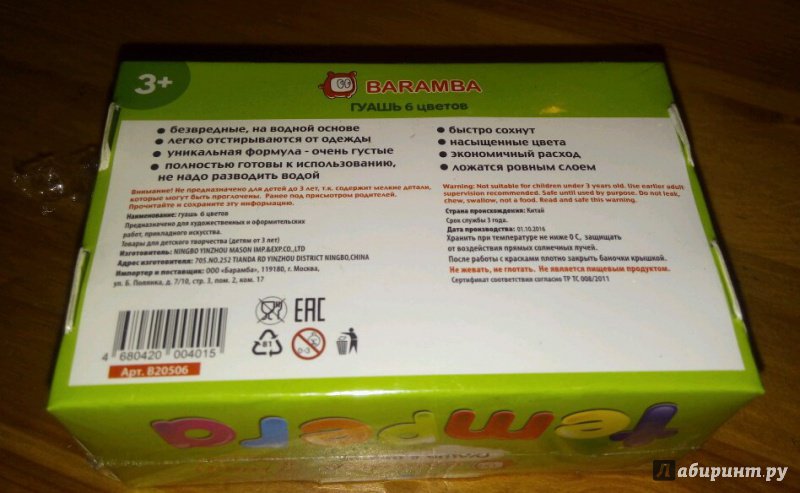 3+
BARAMBA
ГУАШЬ 6 цветов
• безвредные, на водной основе
• легко отстирываются от одежды
• уникальная формула - очень густые
• полностью готовы к использованию,
не надо разводить водой
• быстро сохнут
• насыщенные цвета
• экономичный расход
• ложатся ровным слоем
Внимание! Не предназначено для детей до 3 лет, т.к. содержит мелкие детали,
которые могут быть проглочены. Ранее под присмотром родителей.
Прочитайте и сохраните эту информацию.
Наименование: гуашь 6 цветов
Предназначено для художественных и оформительских
работ, прикладного искусства.
Товары для детского творчества (детям от 3 лет)
Изготовитель: NINGBO YINZHOU MASON IMP.&EXP.CO.,LTD
Адрес изготовителя: 705.NO.252 TIANDA RD YINZHOU DISTRICT NINGBO,CHINA
Импортер и поставщик: ООО «Барамба», 119180, г. Москва,
ул. Б. Полянка, д. 7/10, стр. 3, пом. 2, ком. 17
Warning: Not suitable for children under 3 years old. Use earlier adult
supervision recommended. Safe until used by purpose. Do not leak,
chew, swallow, not a food. Read and safe this warning.
Страна происхождения: Китай
Срок службы 3 года.
Дата производства: 01.10.2016
Хранить при температуре не ниже 0 С, защищать
от воздействия прямых солнечных лучей.
После работы с красками плотно закрыть баночки крышкой.
Не жевать, не глотать. Не является пищевым продуктом.
Сертификат соответствия согласно ТР ТС 008/2011
EAC
81
0-3
4 680420 004015
Арт. B20506
tempera
Лабиринт.ру